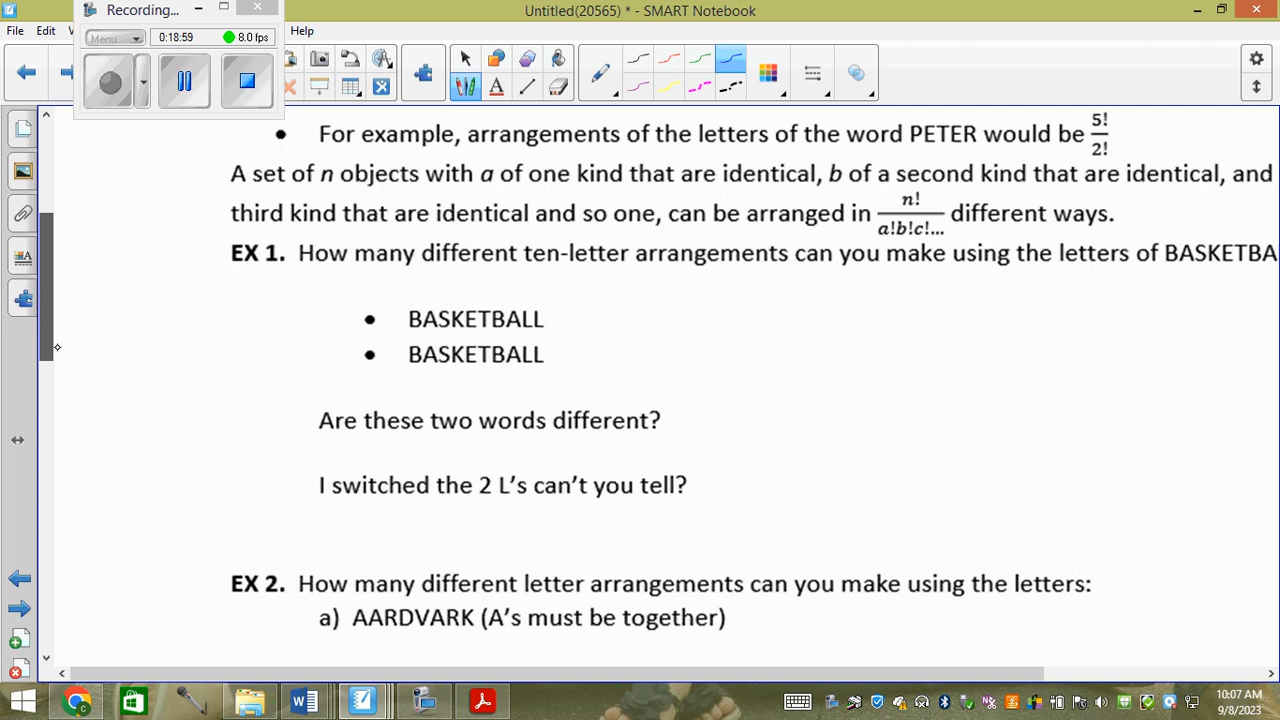 Recording...
Untitled(20565) * - SMART Notebook
File Edit Help
Menu 0:18:59 8.0 fps
• For example, arrangements of the letters of the word PETER would be 5!/2!
A set of n objects with a of one kind that are identical, b of a second kind that are identical, and
third kind that are identical and so one, can be arranged in n!/a!b!c!... different ways.
EX 1. How many different ten-letter arrangements can you make using the letters of BASKETBA
• BASKETBALL
• BASKETBALL
Are these two words different?
I switched the 2 L's can't you tell?
EX 2. How many different letter arrangements can you make using the letters:
a) AARDVARK (A's must be together)
10:07 AM
9/8/2023